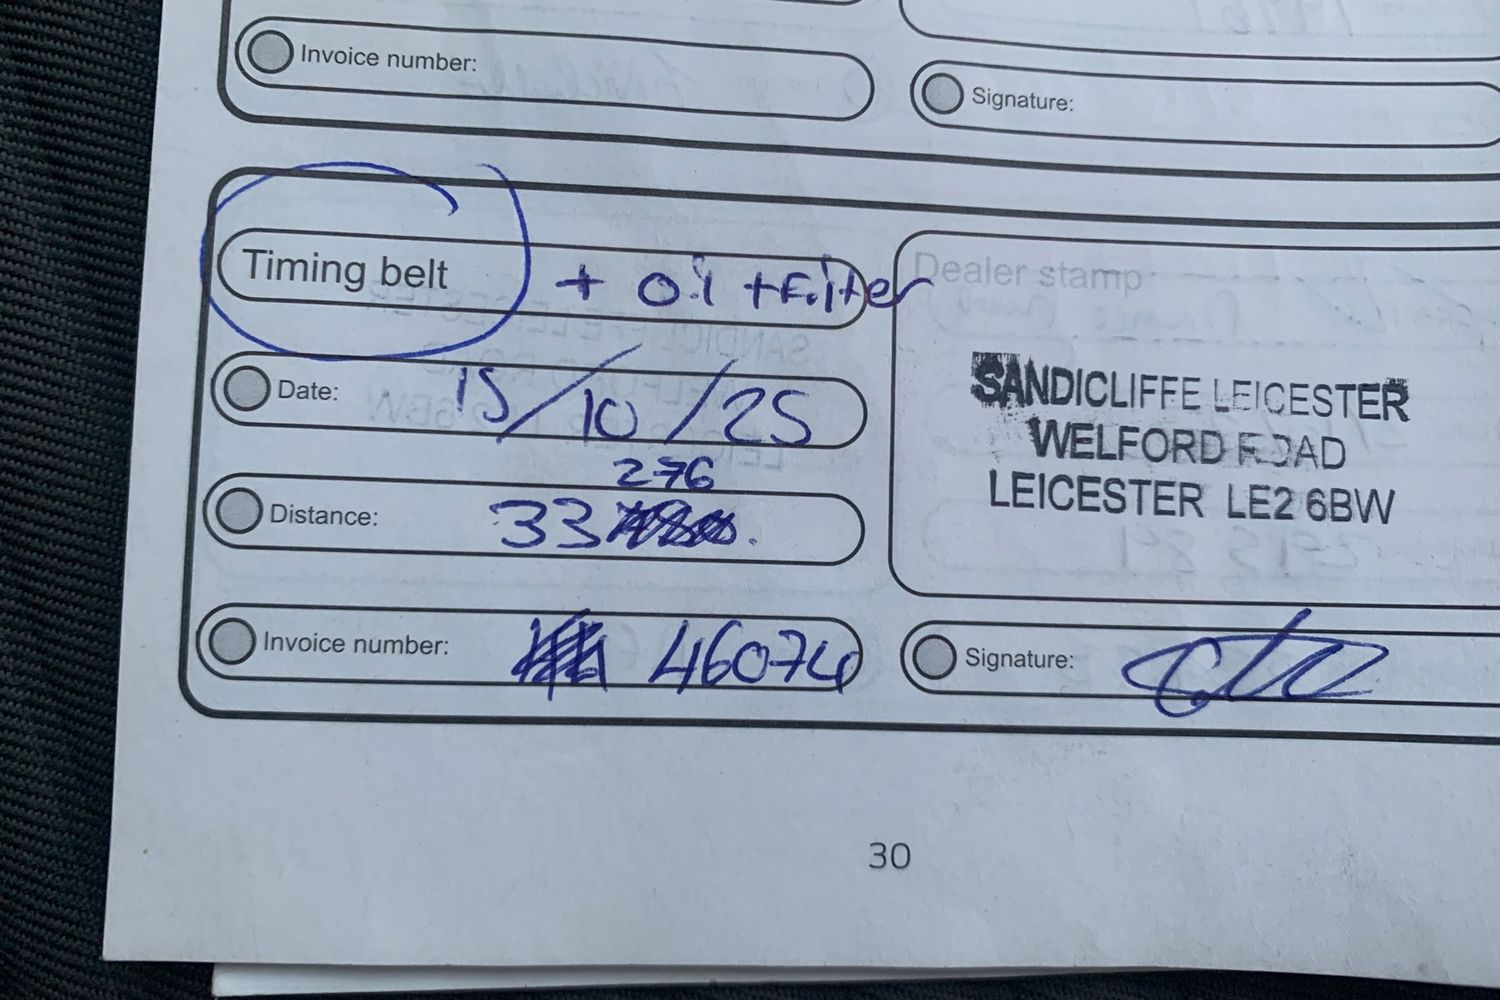 Invoice number:
Signature:
Timing belt + oil + Filter
Dealer stamp
Date: 15/10/25
SANDICLIFFE LEICESTER
WELFORD ROAD
LEICESTER LE2 6BW
276
Distance: 33
Invoice number: 46074
Signature:
30